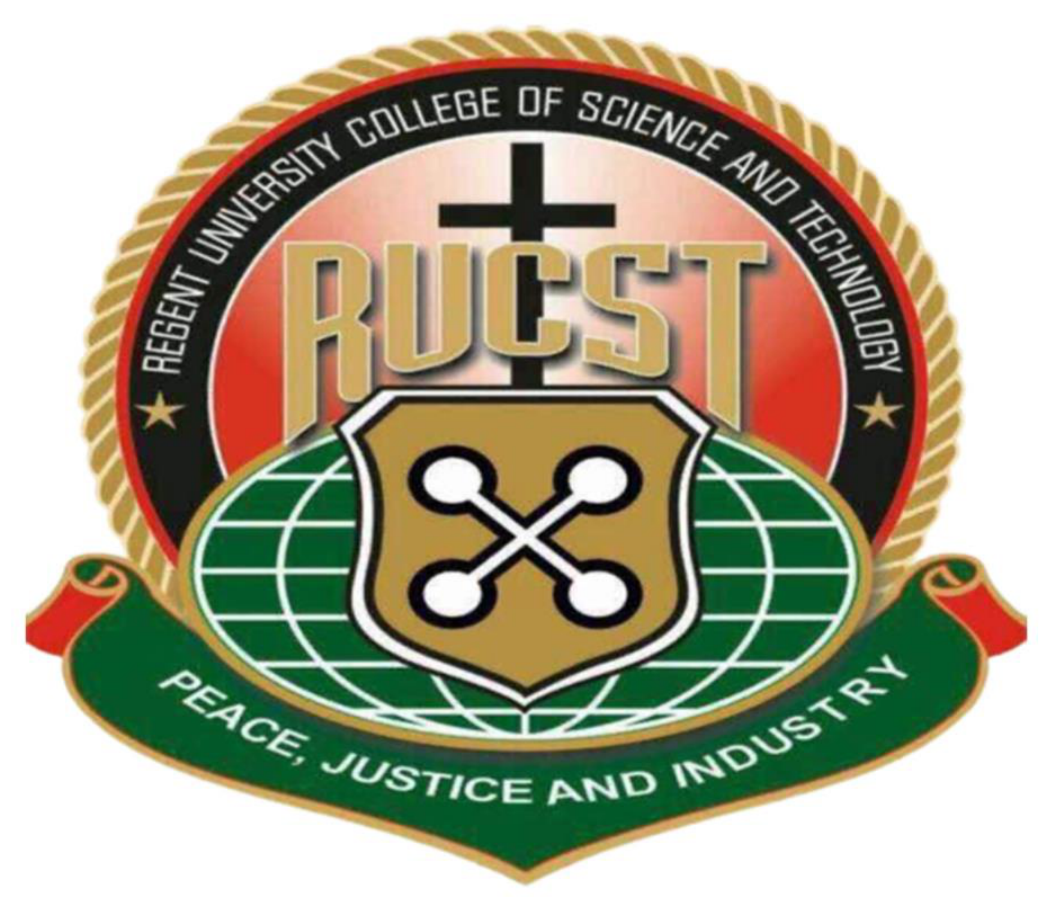 REGENT UNIVERSITY COLLEGE OF SCIENCE AND TECHNOLOGY
RUCST
PEACE, JUSTICE AND INDUSTRY